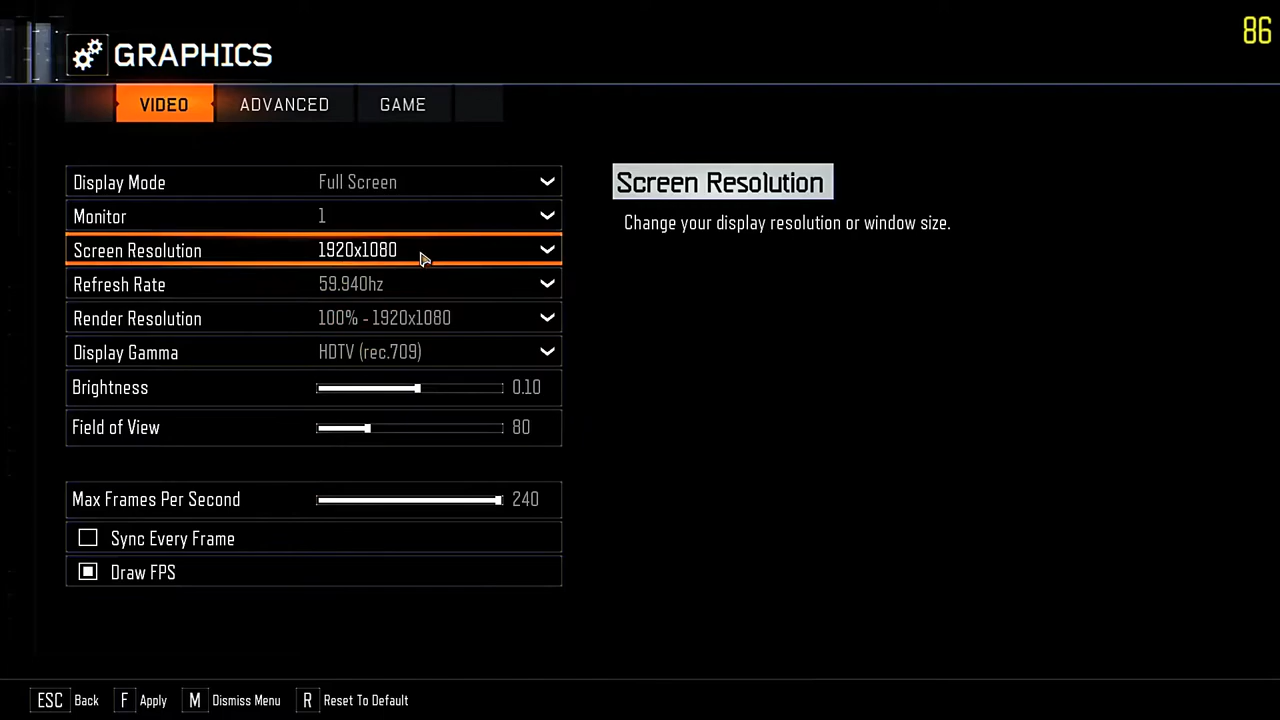 86
GRAPHICS
VIDEO ADVANCED GAME
Display Mode Full Screen
Screen Resolution
Monitor 1
Change your display resolution or window size.
Screen Resolution 1920x1080
Refresh Rate 59.940hz
Render Resolution 100% - 1920x1080
Display Gamma HDTV (rec.709)
Brightness 0.10
Field of View 80
Max Frames Per Second 240
Sync Every Frame
Draw FPS
ESC Back F Apply M Dismiss Menu R Reset To Default